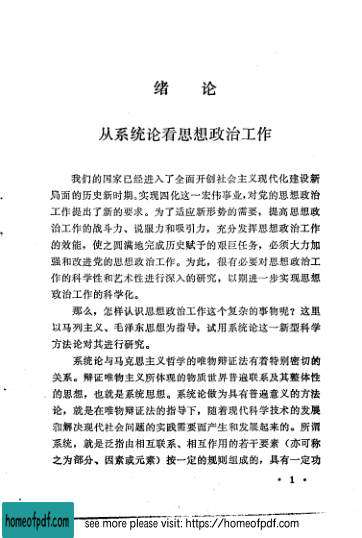 绪 论
从系统论看思想政治工作
我们的国家已经进入了全面开创社会主义现代化建设新
局面的历史新时期。实现四化这一宏伟事业，对党的思想政治
工作提出了新的要求。为了适应新形势的需要，提高思想政
治工作的战斗力、说服力和吸引力，充分发挥思想政治工作
的效能，使之圆满地完成历史赋予的艰巨任务，必须大力加
强和改进党的思想政治工作。为此，很有必要对思想政治工
作的科学性和艺术性进行深入的研究，以期进一步实现思想
政治工作的科学化。
那么，怎样认识思想政治工作这个复杂的事物呢？这里
以马列主义、毛泽东思想为指导，试用系统论这一新型科学
方法论对其进行研究。
系统论与马克思主义哲学的唯物辩证法有着特别密切的
关系。辩证唯物主义所体现的物质世界普遍联系及其整体性
的思想，也就是系统思想。系统论做为具有普遍意义的方法
论，就是在唯物辩证法的指导下，随着现代科学技术的发展
和解决现代社会问题的实践需要而产生和发展起来的。所谓
系统，就是泛指由相互联系、相互作用的若干要素（亦可称
之为部分、因素或元素）按一定的规则组成的，具有一定功
• 1 •
homeofpdf.com
see more please visit: https://homeofpdf.com